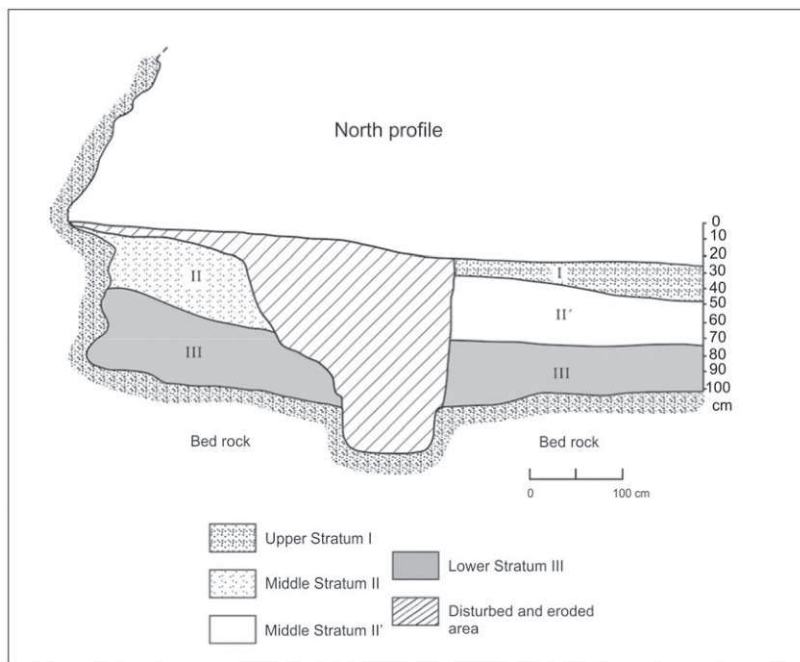 North profile
0
10
20
30
40
50
60
70
80
90
100
cm
I
II
II´
III
III
Bed rock
Bed rock
0 100 cm
Upper Stratum I
Middle Stratum II
Middle Stratum II’
Lower Stratum III
Disturbed and eroded
area